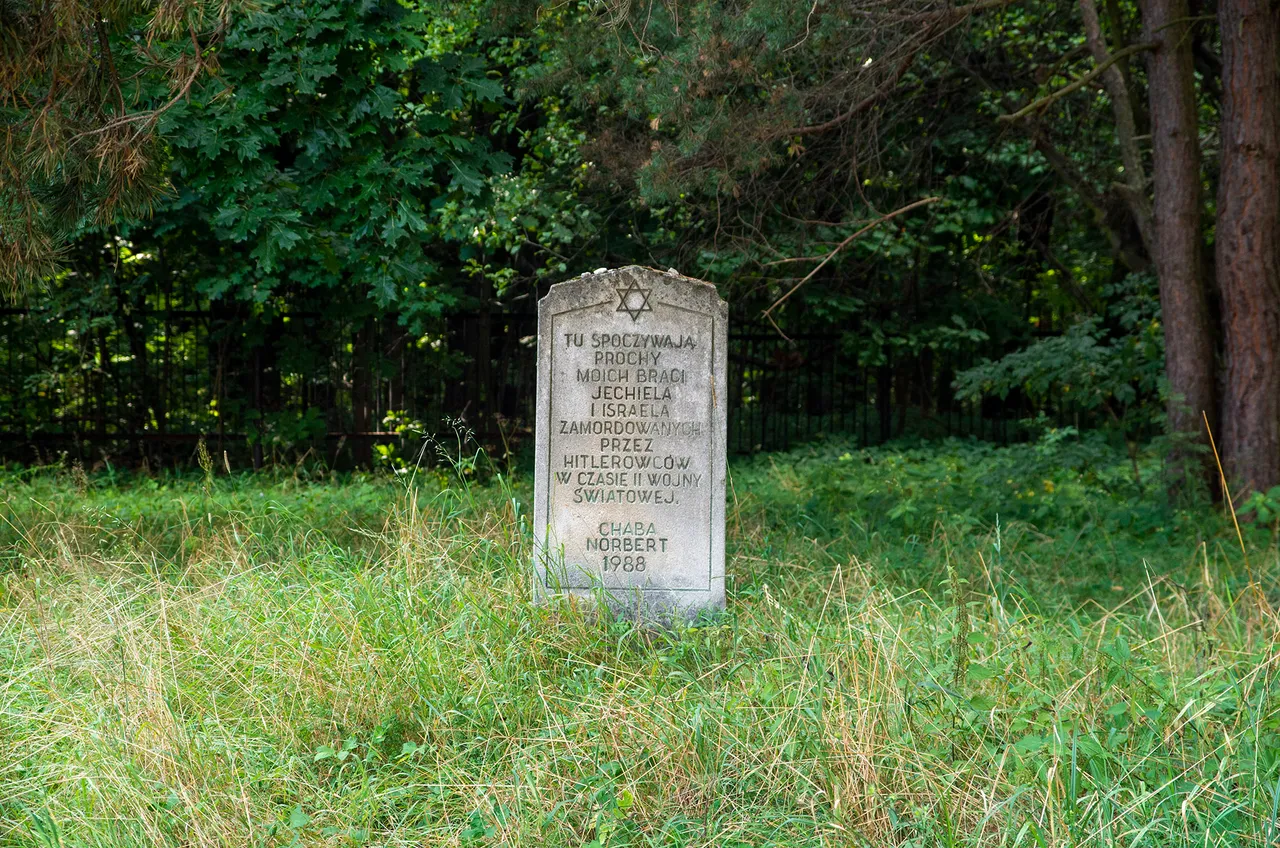 TU SPOCZYWAJĄ
PROCHY
MOICH BRACI
JECHIELA
I ISRAELA
ZAMORDOWANYCH
PRZEZ
HITLEROWCÓW
W CZASIE II WOJNY
ŚWIATOWEJ.
CHABA
NORBERT
1988